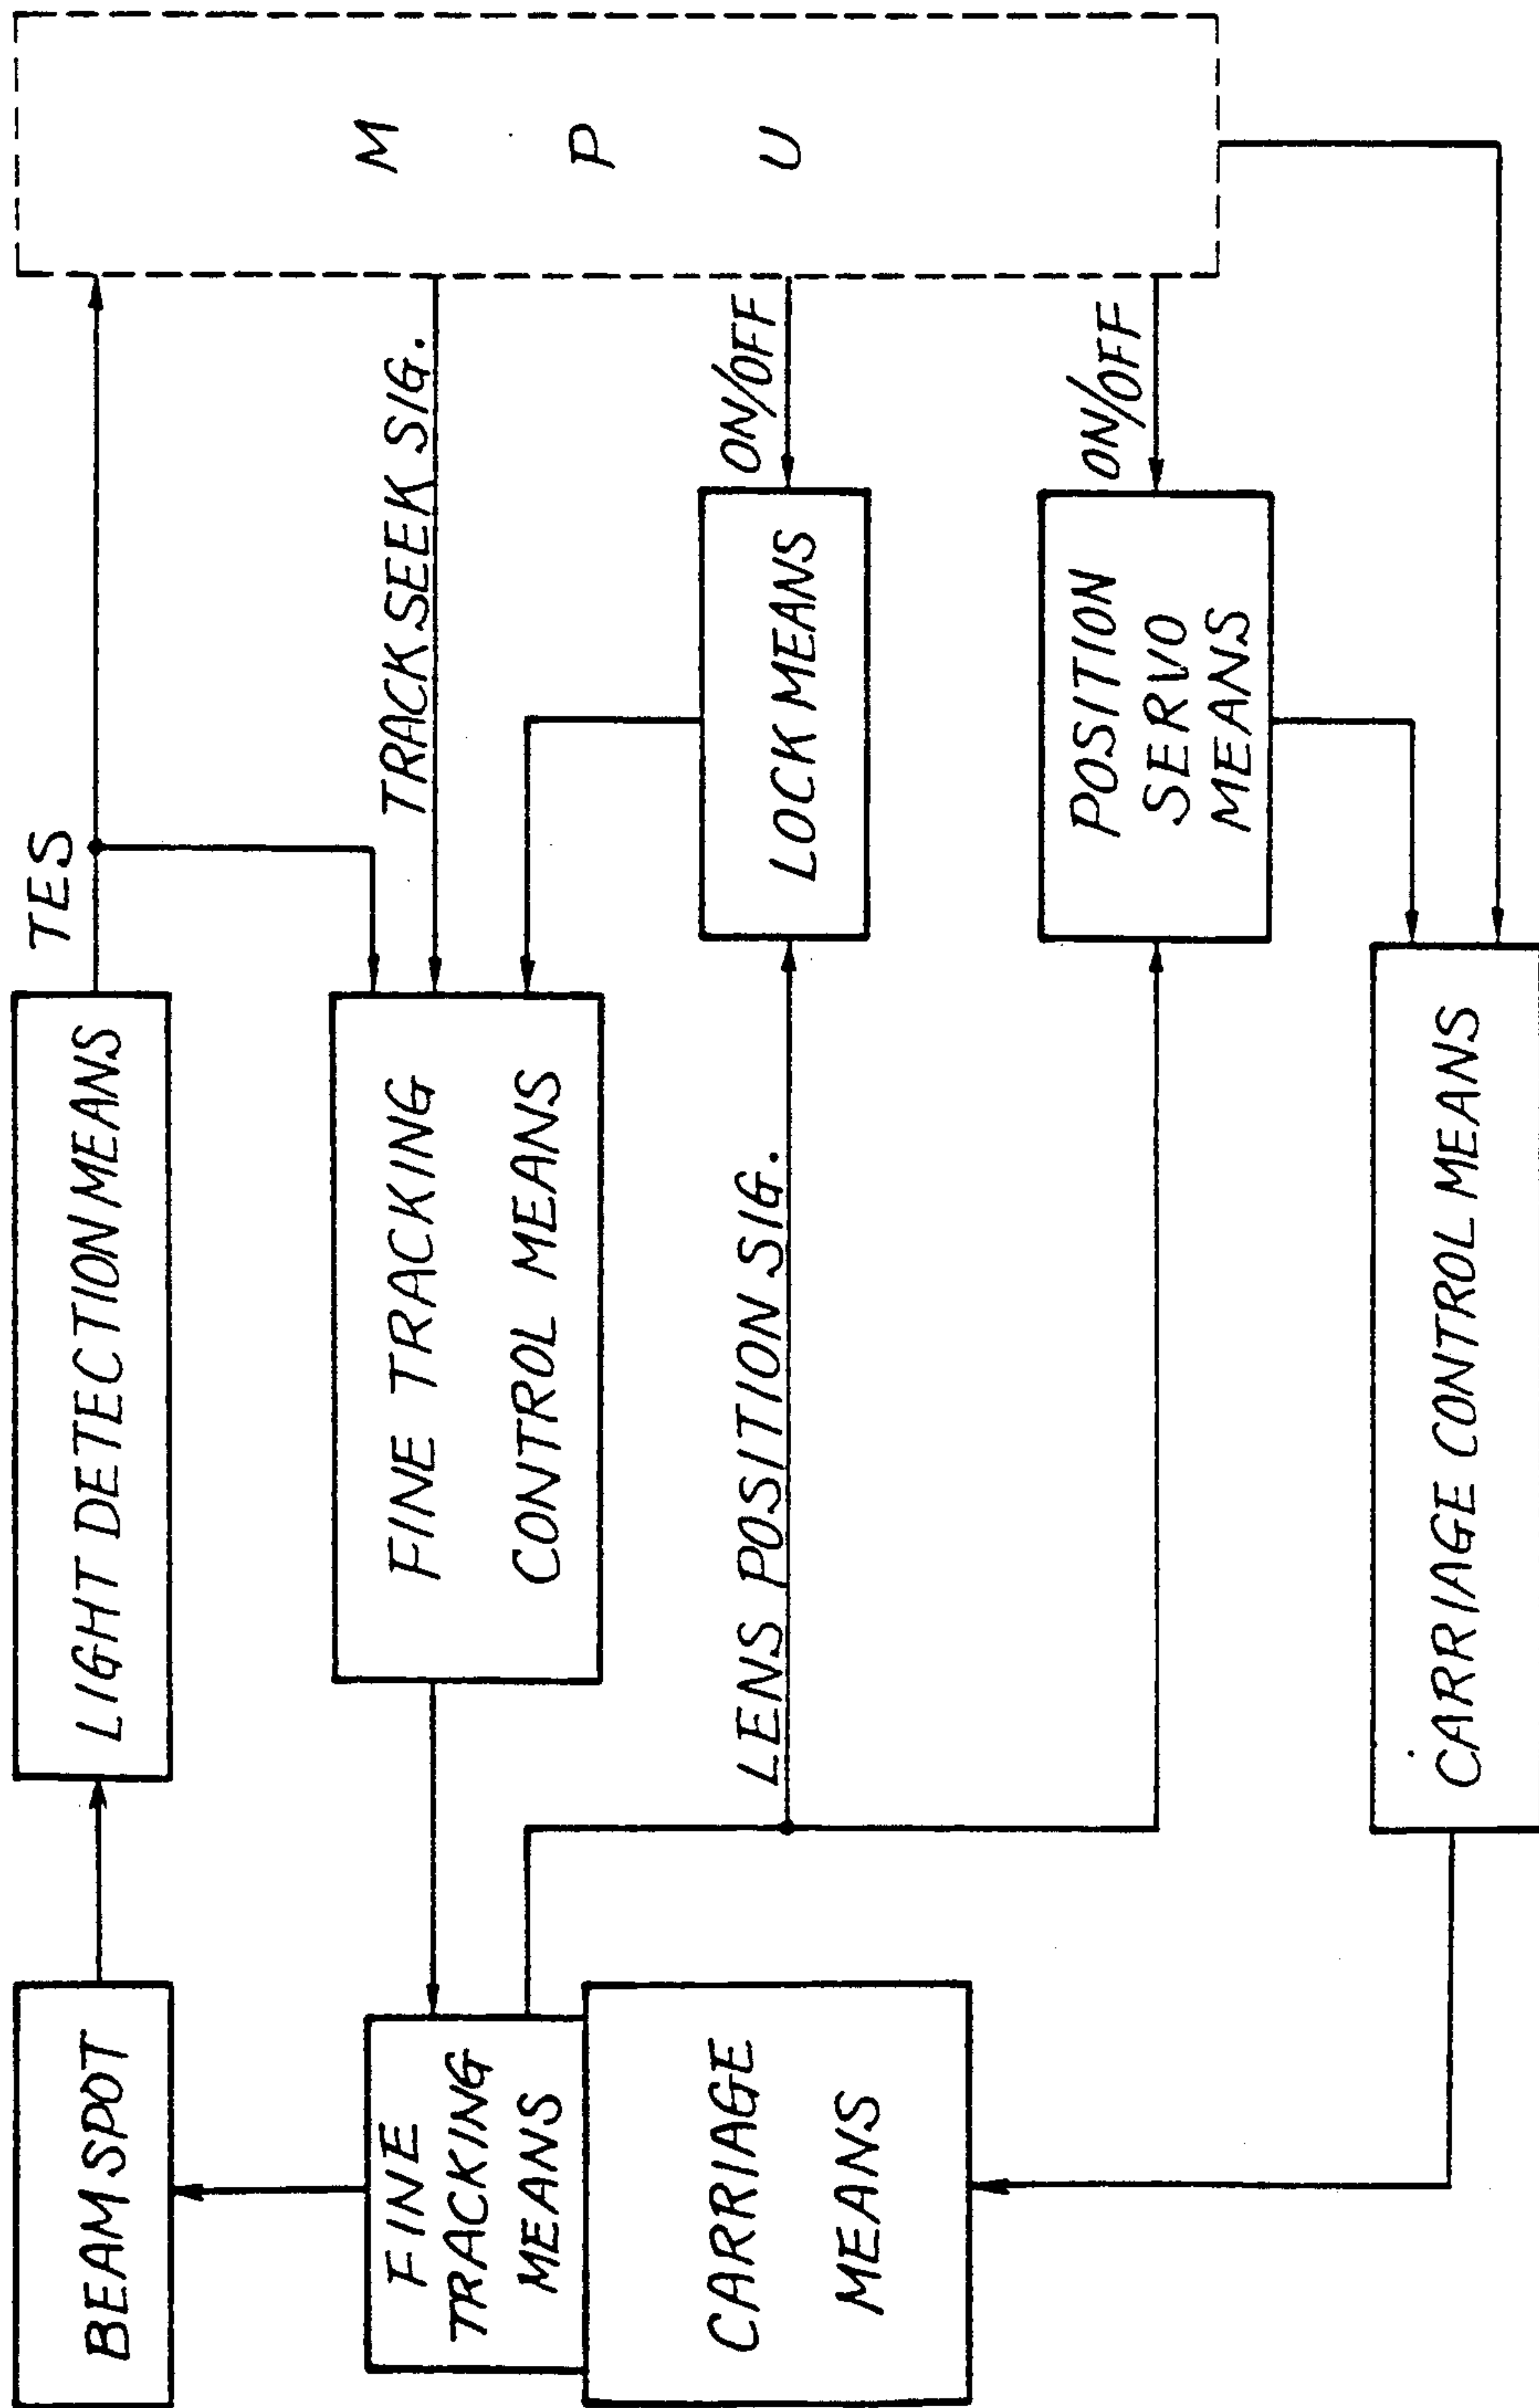 BEAM SPOT
LIGHT DETECTION MEANS
TES
FINE
TRACKING
MEANS
FINE TRACKING
CONTROL MEANS
TRACK SEEK SIG.
M P U
CARRIAGE
MEANS
LENS POSITION SIG.
LOCK MEANS
ON/OFF
POSITION
SERVO
MEANS
ON/OFF
CARRIAGE CONTROL MEANS